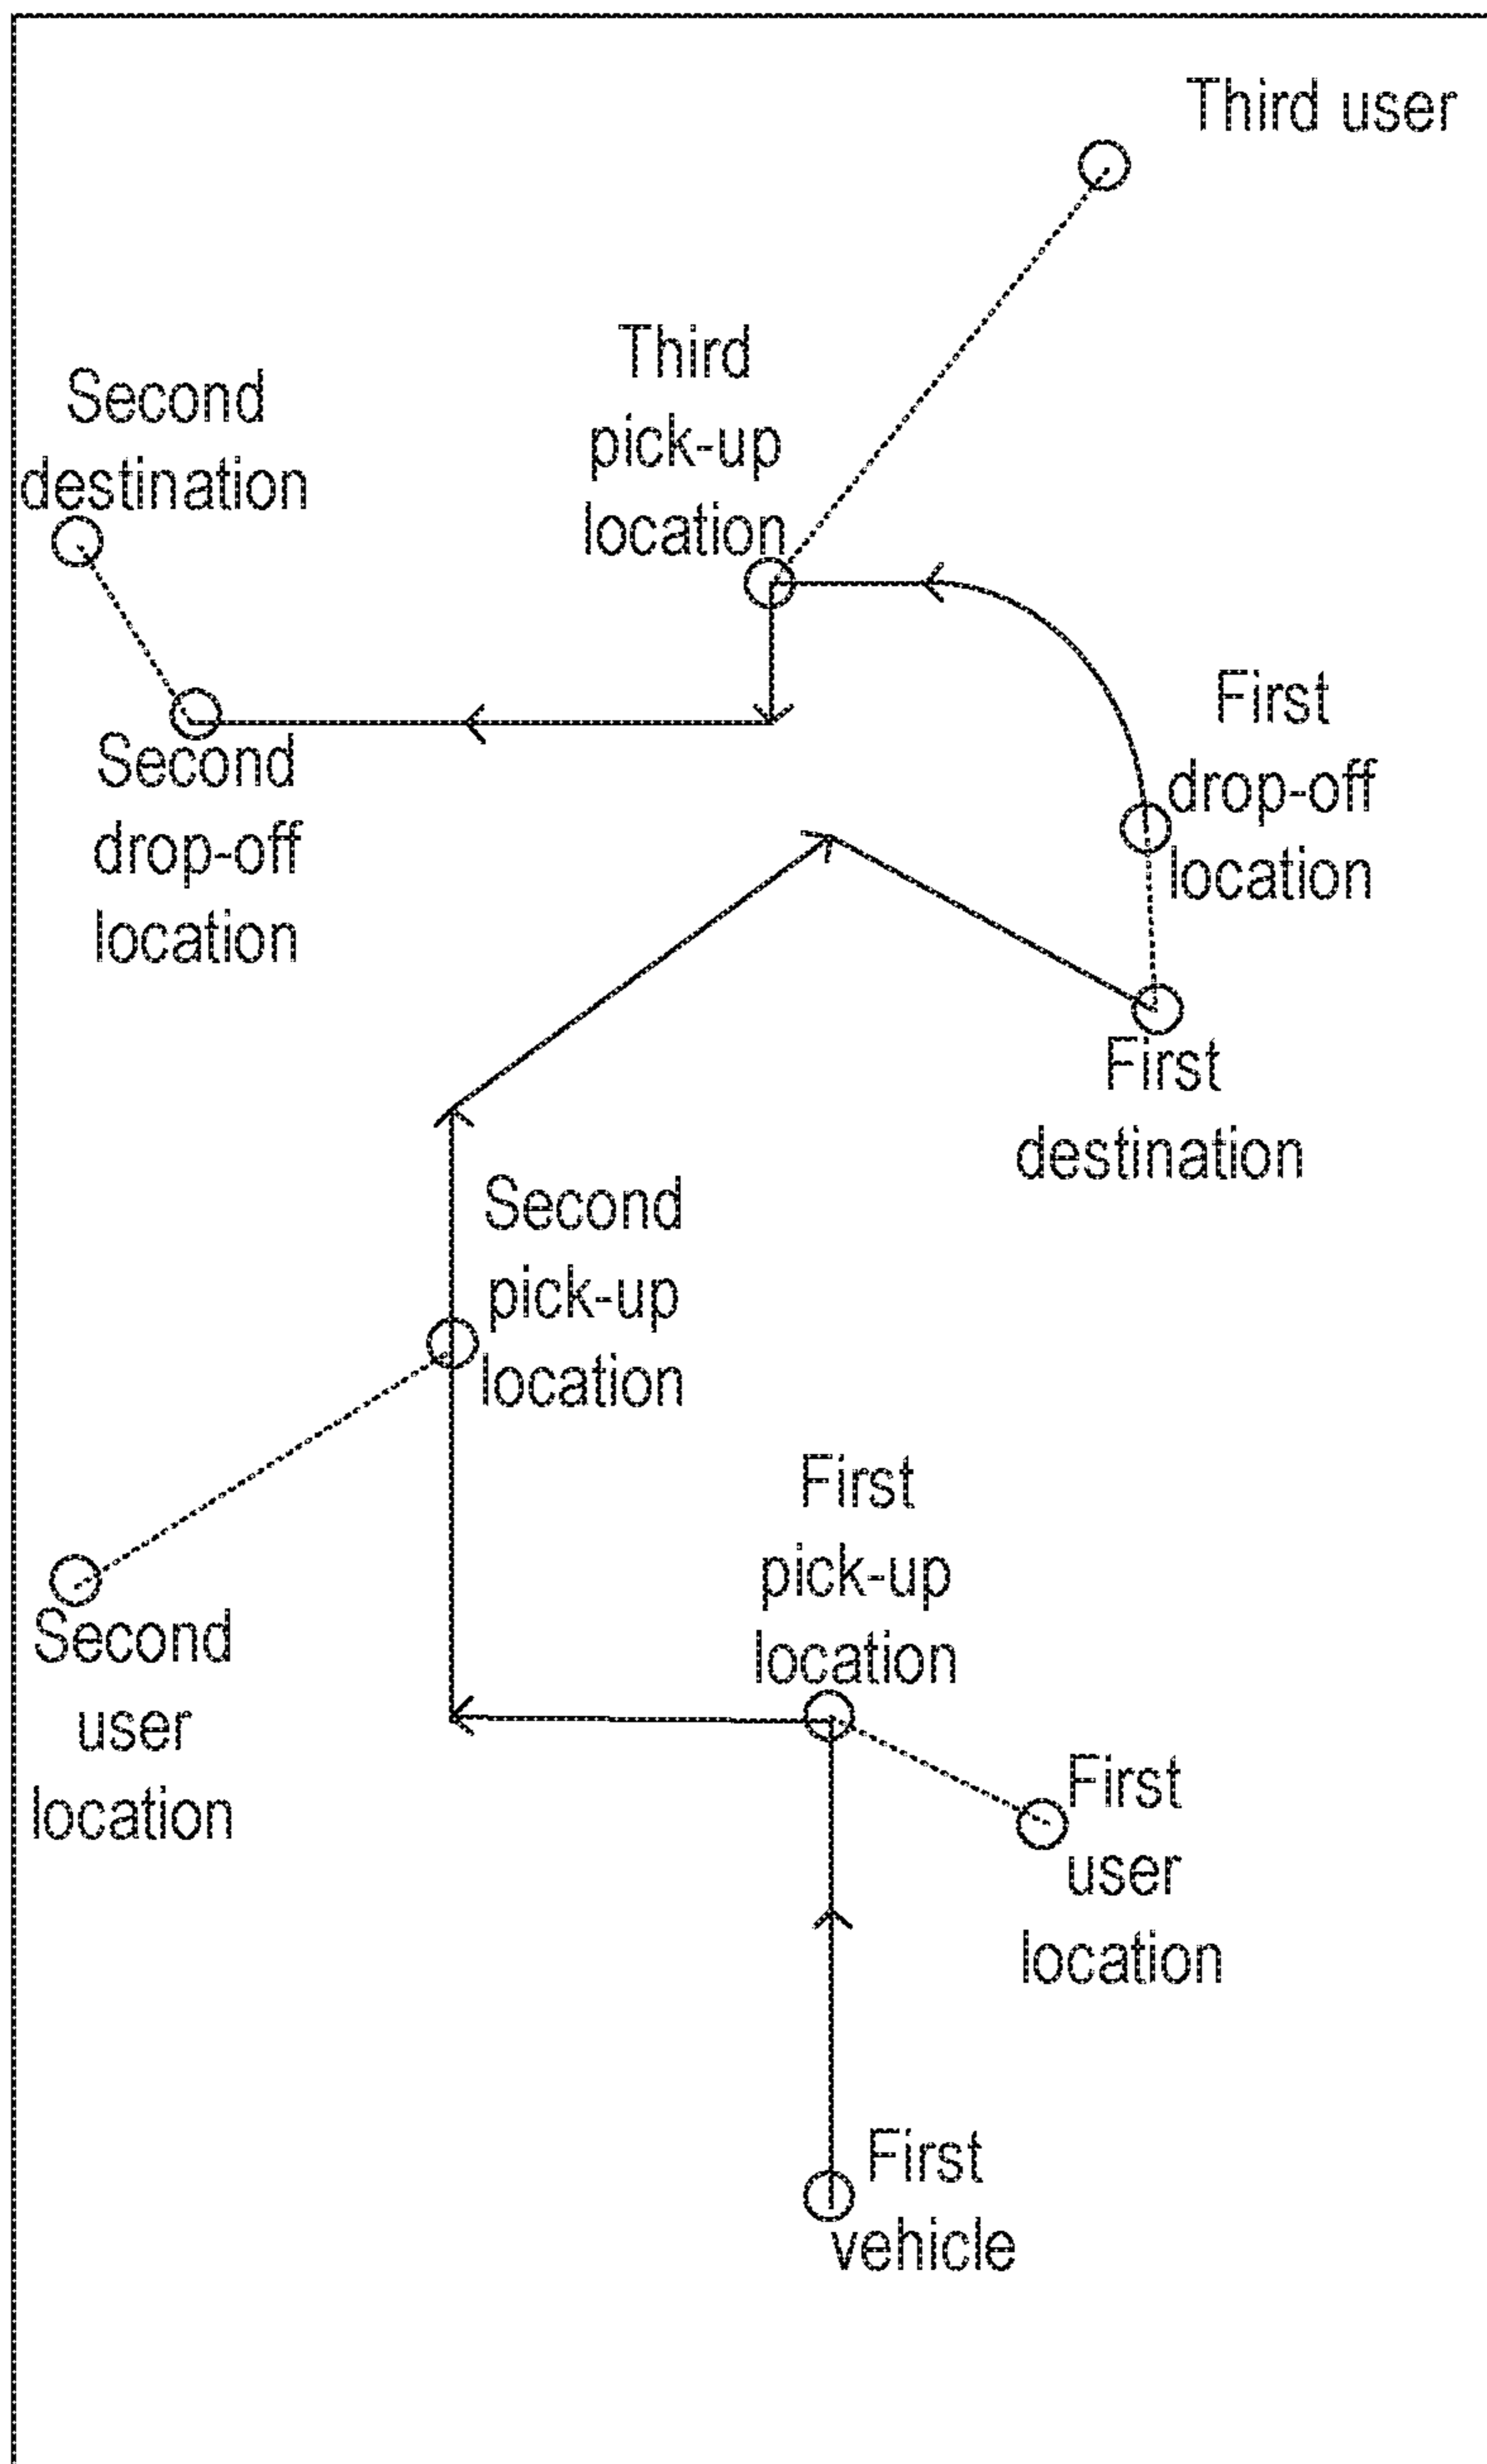 Third user
Third
pick-up
location
Second
destination
First
drop-off
location
Second
drop-off
location
First
destination
Second
pick-up
location
First
pick-up
location
Second
user
location
First
user
location
First
vehicle